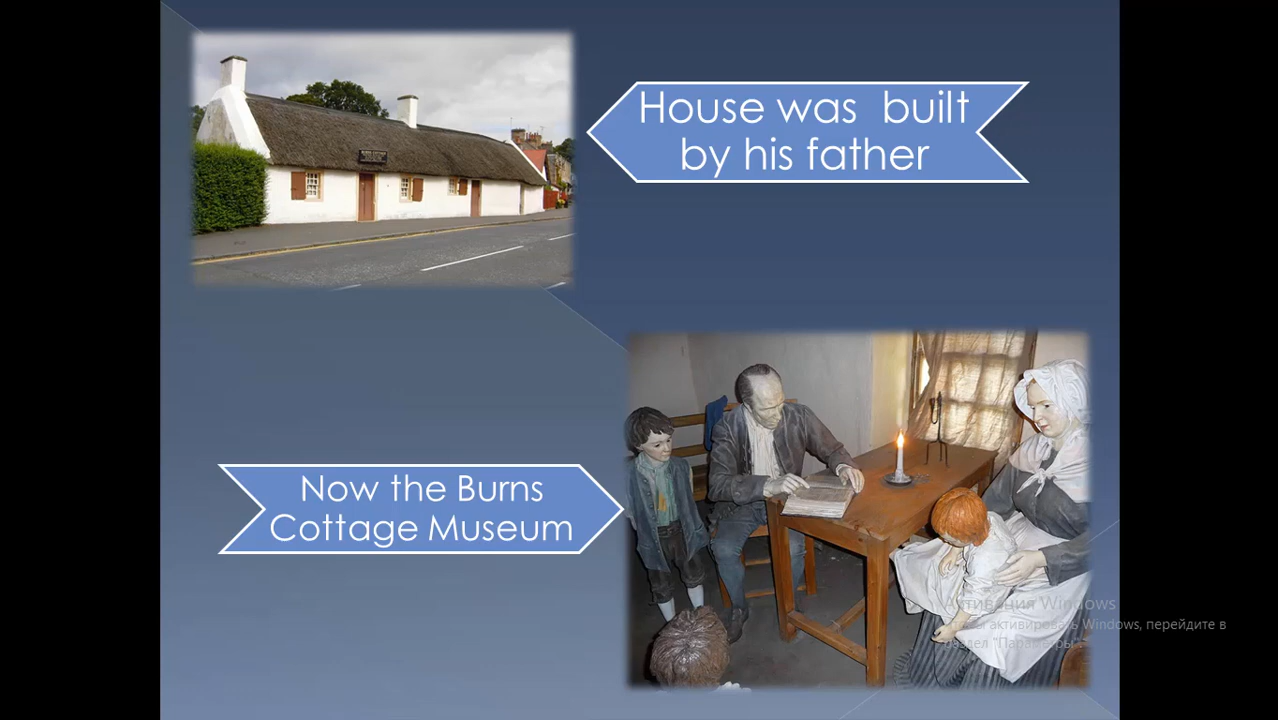 House was  built
by his father
Now the Burns
Cottage Museum
Активация Windows
Чтобы активировать Windows, перейдите в
раздел "Параметры".